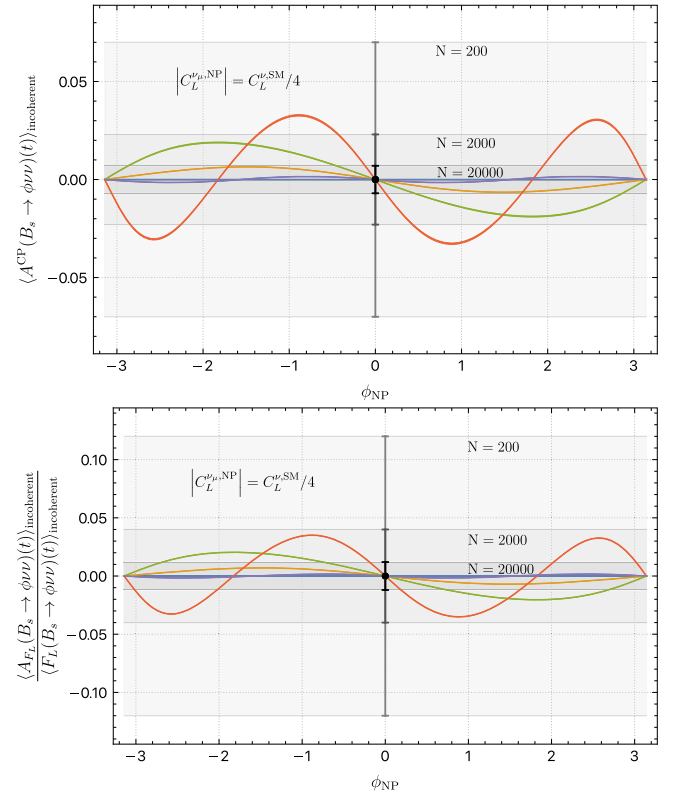 N = 200
|C_L^{ν_μ,NP}| = C_L^{ν,SM}/4
N = 2000
N = 20000
0.05
0.00
−0.05
⟨A^{CP}(B_s → ϕνν)(t)⟩_{incoherent}
−3 −2 −1 0 1 2 3
ϕ_{NP}
N = 200
|C_L^{ν_μ,NP}| = C_L^{ν,SM}/4
N = 2000
N = 20000
0.10
0.05
0.00
−0.05
−0.10
⟨A_{F_L}(B_s → ϕνν)(t)⟩_{incoherent}
⟨F_L(B_s → ϕνν)(t)⟩_{incoherent}
−3 −2 −1 0 1 2 3
ϕ_{NP}